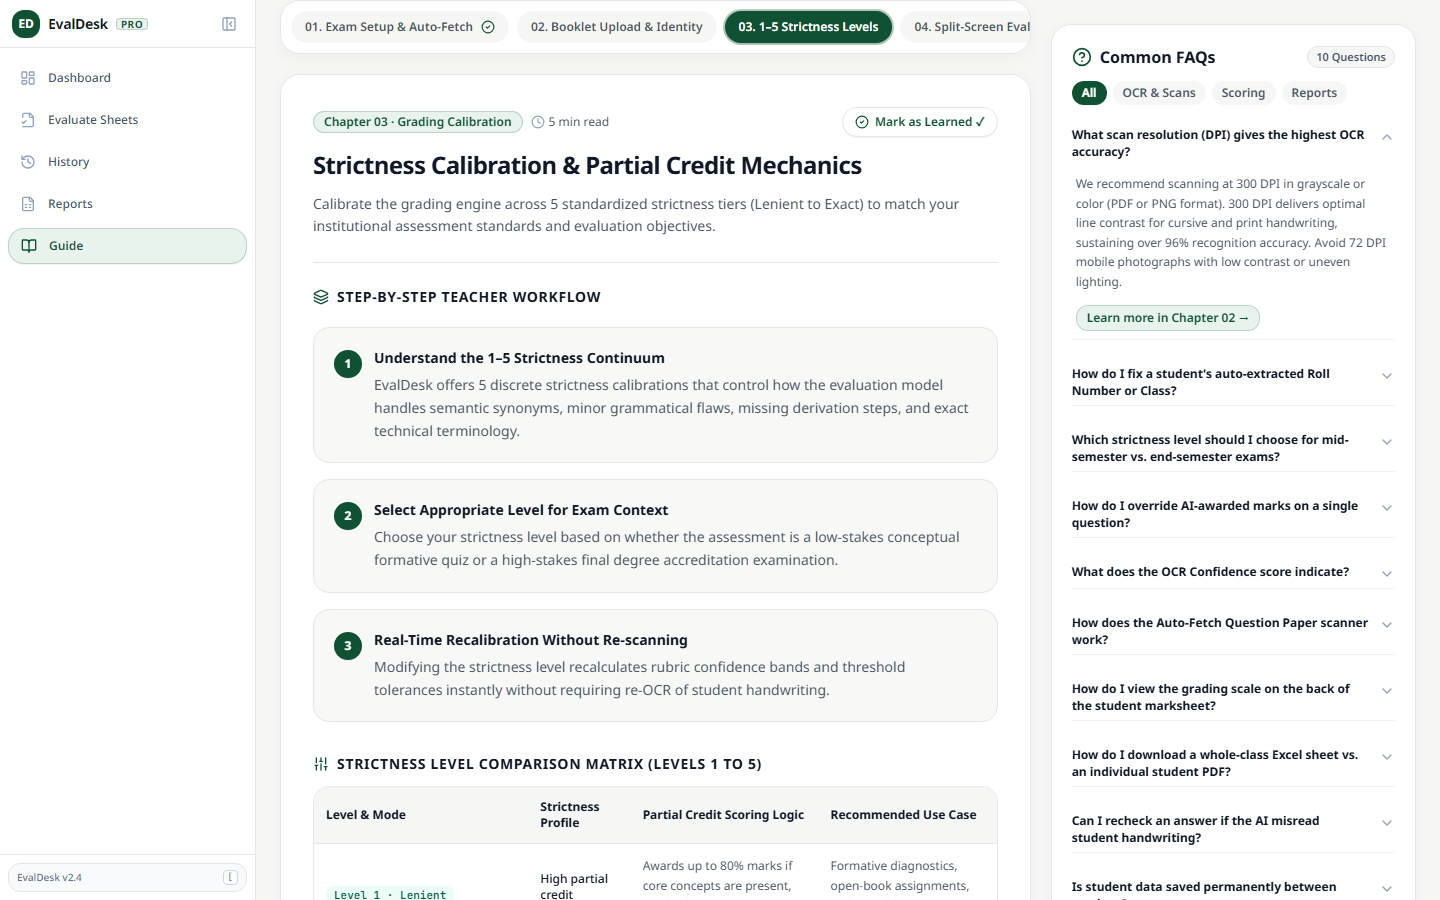 ED EvalDesk PRO
Dashboard
Evaluate Sheets
History
Reports
Guide
EvalDesk v2.4 [
01. Exam Setup & Auto-Fetch
02. Booklet Upload & Identity
03. 1–5 Strictness Levels
04. Split-Screen Eval
Chapter 03 · Grading Calibration
5 min read
Mark as Learned ✓
Strictness Calibration & Partial Credit Mechanics
Calibrate the grading engine across 5 standardized strictness tiers (Lenient to Exact) to match your
institutional assessment standards and evaluation objectives.
STEP-BY-STEP TEACHER WORKFLOW
1
Understand the 1–5 Strictness Continuum
EvalDesk offers 5 discrete strictness calibrations that control how the evaluation model
handles semantic synonyms, minor grammatical flaws, missing derivation steps, and exact
technical terminology.
2
Select Appropriate Level for Exam Context
Choose your strictness level based on whether the assessment is a low-stakes conceptual
formative quiz or a high-stakes final degree accreditation examination.
3
Real-Time Recalibration Without Re-scanning
Modifying the strictness level recalculates rubric confidence bands and threshold
tolerances instantly without requiring re-OCR of student handwriting.
STRICTNESS LEVEL COMPARISON MATRIX (LEVELS 1 TO 5)
Level & Mode
Strictness
Profile
Partial Credit Scoring Logic
Recommended Use Case
Level 1 · Lenient
High partial
credit
Awards up to 80% marks if
core concepts are present,
Formative diagnostics,
open-book assignments,
Common FAQs
10 Questions
All
OCR & Scans
Scoring
Reports
What scan resolution (DPI) gives the highest OCR
accuracy?
We recommend scanning at 300 DPI in grayscale or
color (PDF or PNG format). 300 DPI delivers optimal
line contrast for cursive and print handwriting,
sustaining over 96% recognition accuracy. Avoid 72 DPI
mobile photographs with low contrast or uneven
lighting.
Learn more in Chapter 02 →
How do I fix a student's auto-extracted Roll
Number or Class?
Which strictness level should I choose for mid-
semester vs. end-semester exams?
How do I override AI-awarded marks on a single
question?
What does the OCR Confidence score indicate?
How does the Auto-Fetch Question Paper scanner
work?
How do I view the grading scale on the back of
the student marksheet?
How do I download a whole-class Excel sheet vs.
an individual student PDF?
Can I recheck an answer if the AI misread
student handwriting?
Is student data saved permanently between